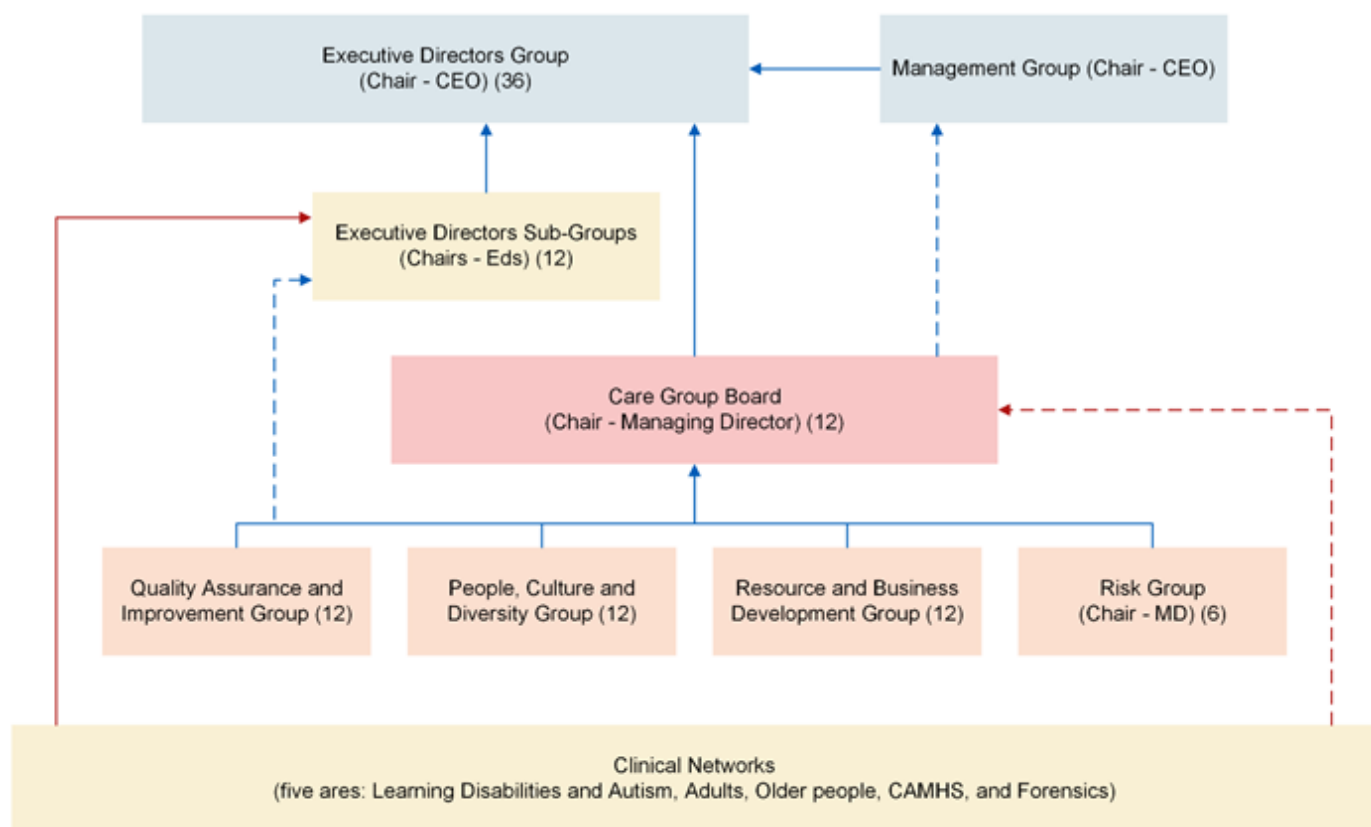 Executive Directors Group
(Chair - CEO) (36)
Management Group (Chair - CEO)
Executive Directors Sub-Groups
(Chairs - Eds) (12)
Care Group Board
(Chair - Managing Director) (12)
Quality Assurance and
Improvement Group (12)
People, Culture and
Diversity Group (12)
Resource and Business
Development Group (12)
Risk Group
(Chair - MD) (6)
Clinical Networks
(five ares: Learning Disabilities and Autism, Adults, Older people, CAMHS, and Forensics)